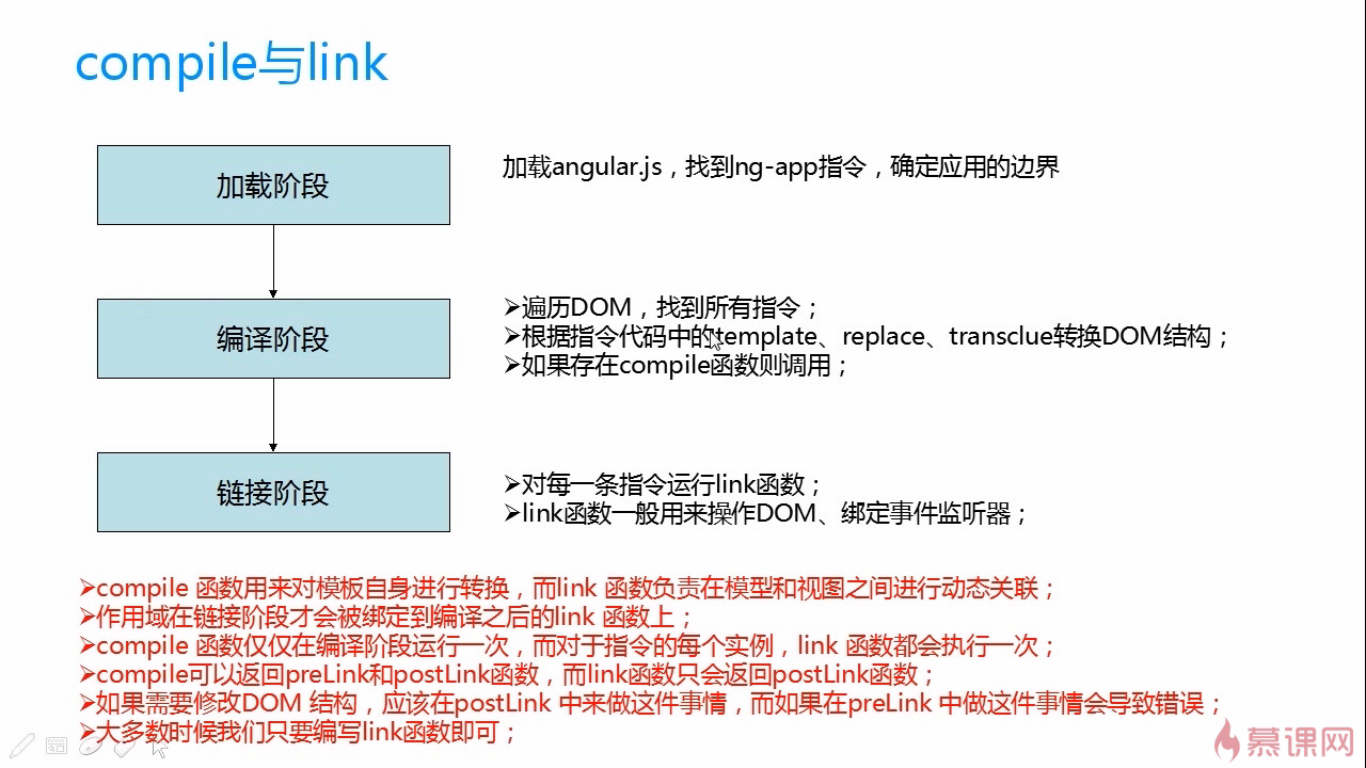 compile与link
加载阶段
加载angular.js，找到ng-app指令，确定应用的边界
编译阶段
➢遍历DOM，找到所有指令；
➢根据指令代码中的template、replace、transclue转换DOM结构；
➢如果存在compile函数则调用；
链接阶段
➢对每一条指令运行link函数；
➢link函数一般用来操作DOM、绑定事件监听器；
➢compile 函数用来对模板自身进行转换，而link 函数负责在模型和视图之间进行动态关联；
➢作用域在链接阶段才会被绑定到编译之后的link 函数上；
➢compile 函数仅仅在编译阶段运行一次，而对于指令的每个实例，link 函数都会执行一次；
➢compile可以返回preLink和postLink函数，而link函数只会返回postLink函数；
➢如果需要修改DOM 结构，应该在postLink 中来做这件事情，而如果在preLink 中做这件事情会导致错误；
➢大多数时候我们只要编写link函数即可；
慕课网